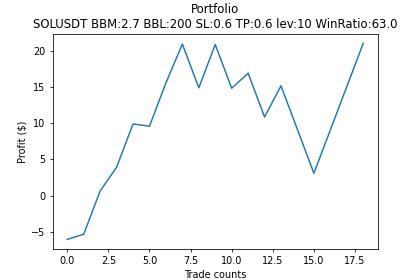 Portfolio
SOLUSDT BBM:2.7 BBL:200 SL:0.6 TP:0.6 lev:10 WinRatio:63.0
20
15
10
5
0
−5
Profit ($)
0.0 2.5 5.0 7.5 10.0 12.5 15.0 17.5
Trade counts